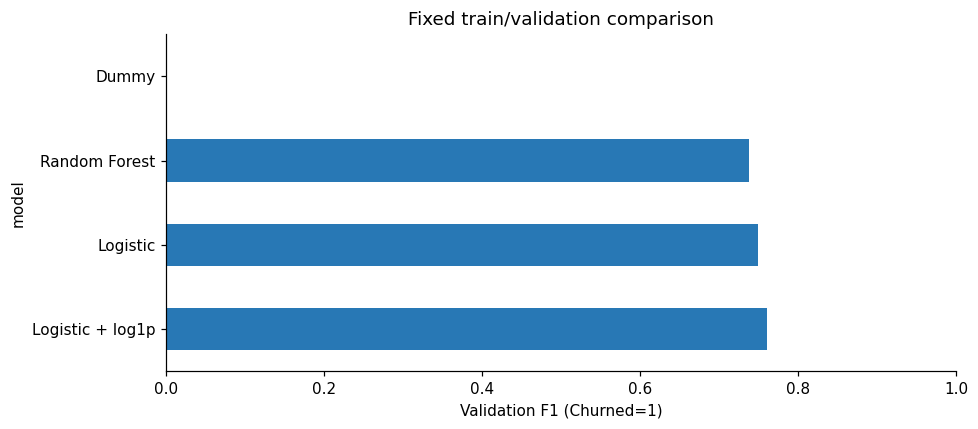 Fixed train/validation comparison
model
Dummy
Random Forest
Logistic
Logistic + log1p
0.0 0.2 0.4 0.6 0.8 1.0
Validation F1 (Churned=1)